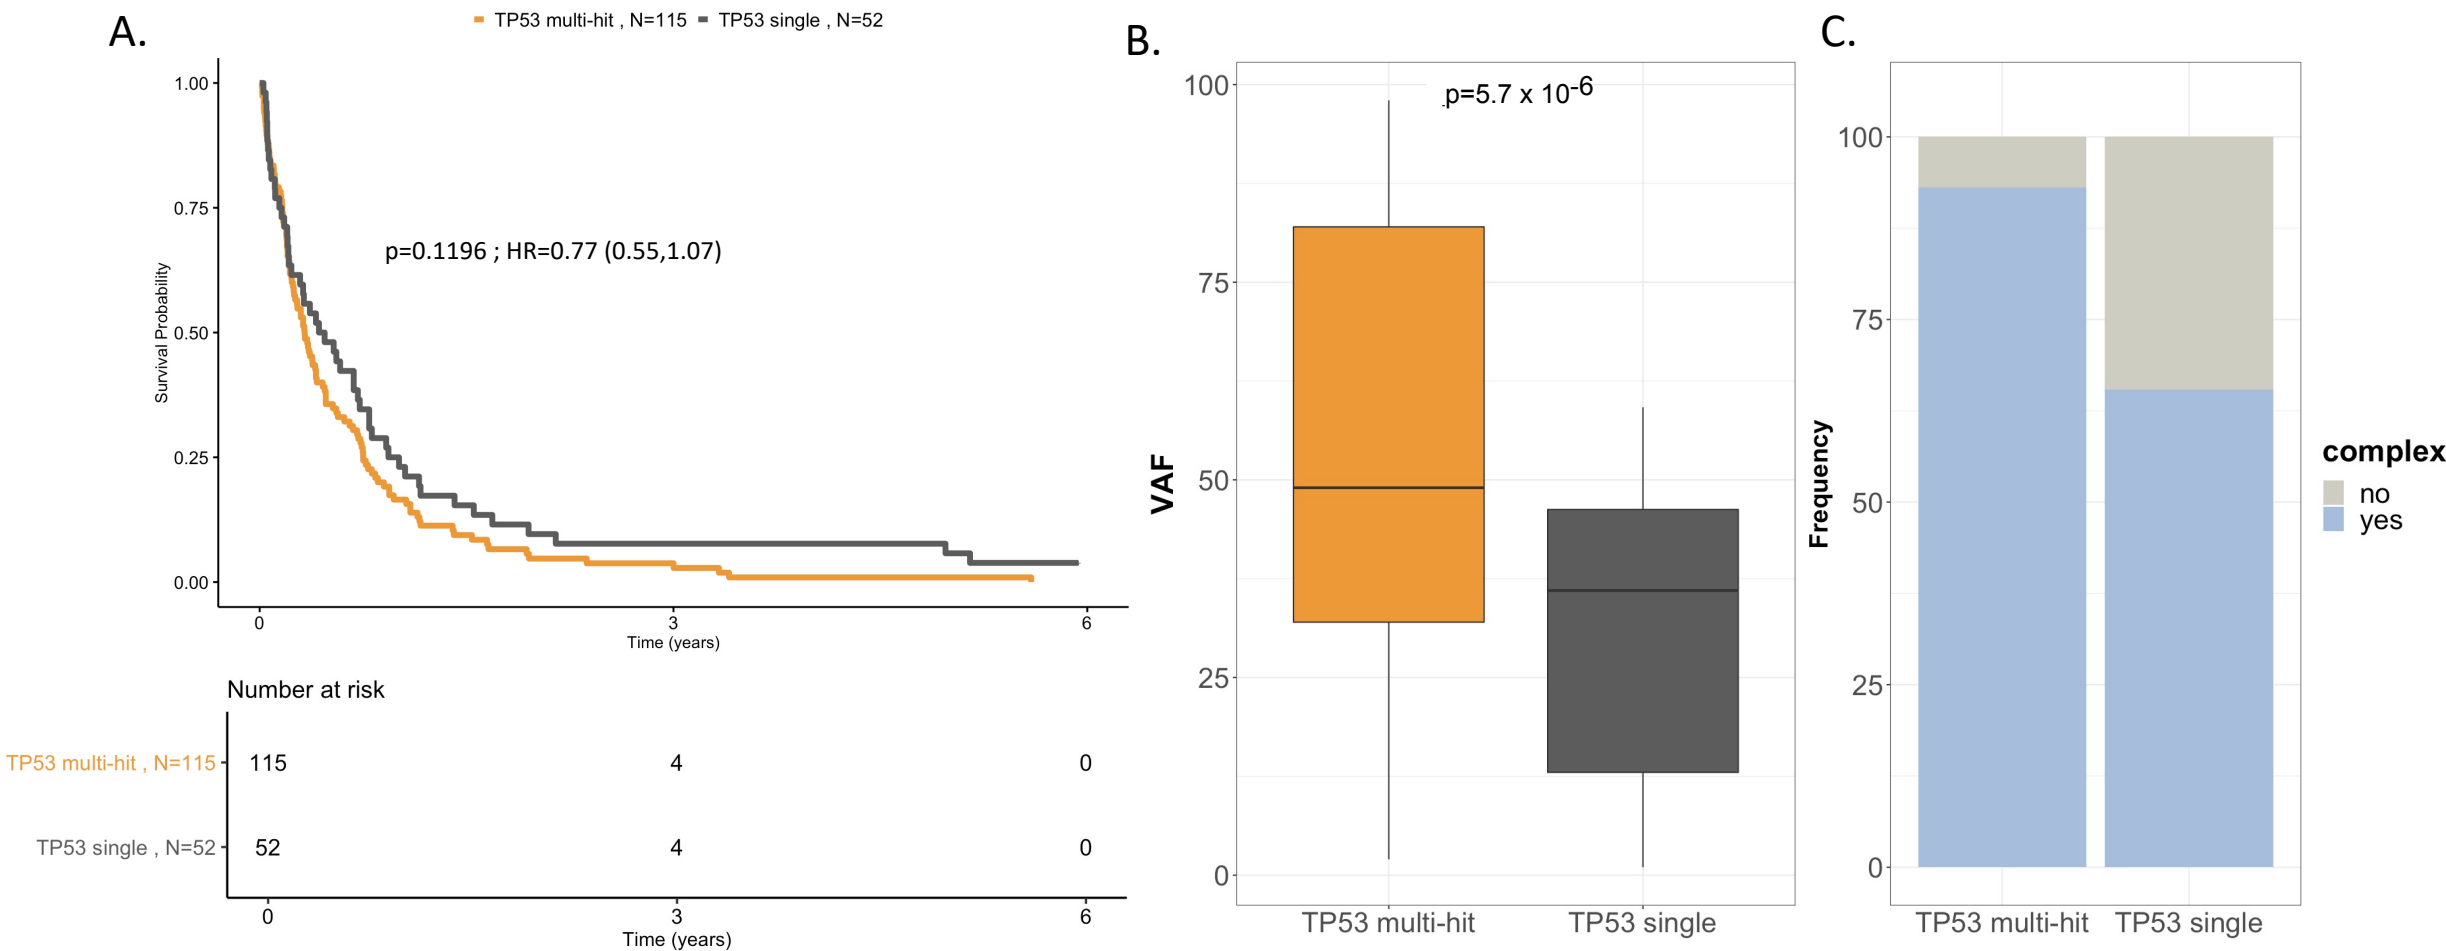 A.
TP53 multi-hit , N=115 TP53 single , N=52
1.00
0.75
0.50
0.25
0.00
Survival Probability
p=0.1196 ; HR=0.77 (0.55,1.07)
0 3 6
Time (years)
Number at risk
TP53 multi-hit , N=115 115 4 0
TP53 single , N=52 52 4 0
0 3 6
Time (years)
B.
p=5.7 x 10-6
100
75
50
25
0
VAF
TP53 multi-hit TP53 single
C.
100
75
50
25
0
Frequency
TP53 multi-hit TP53 single
complex
no
yes